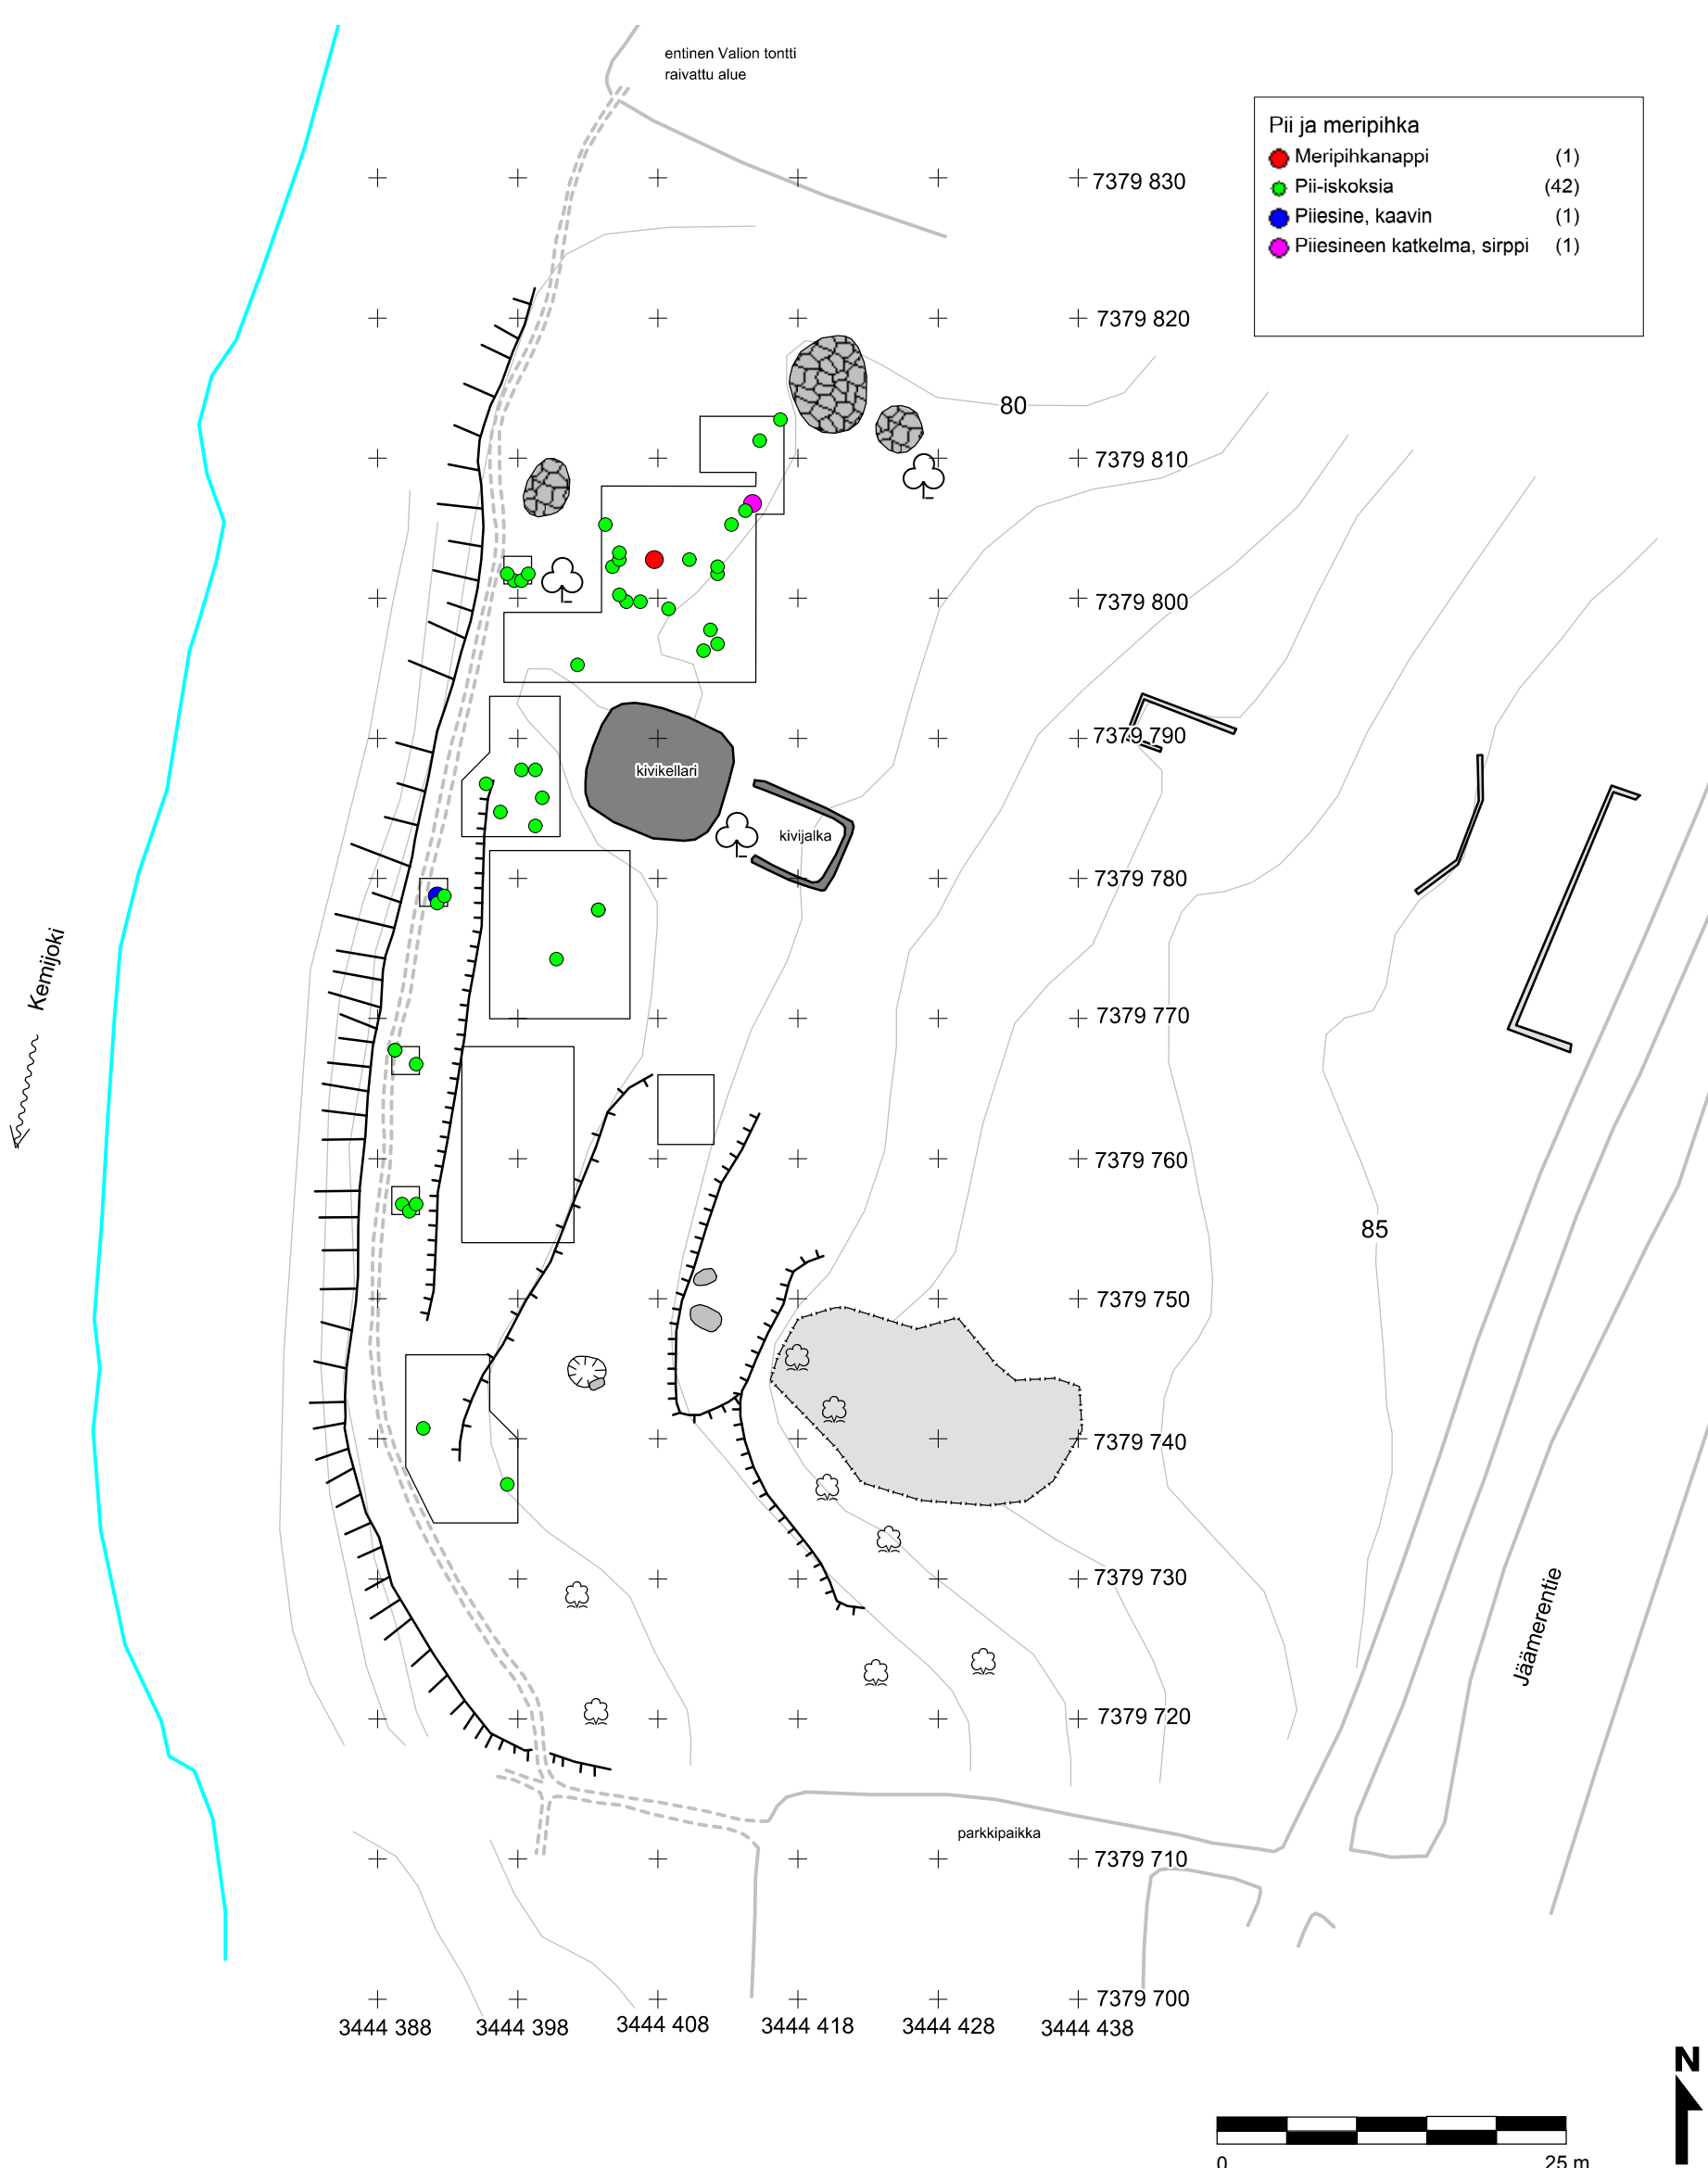 entinen Valion tontti
raivattu alue
Pii ja meripihka
Meripihkanappi (1)
Pii-iskoksia (42)
Piiesine, kaavin (1)
Piiesineen katkelma, sirppi (1)
7379 830
7379 820
80
7379 810
7379 800
7379 790
kivikellari
kivijalka
7379 780
Kemijoki
7379 770
7379 760
85
7379 750
7379 740
7379 730
Jäämerentie
7379 720
parkkipaikka
7379 710
7379 700
3444 388 3444 398 3444 408 3444 418 3444 428 3444 438
N
0 25 m